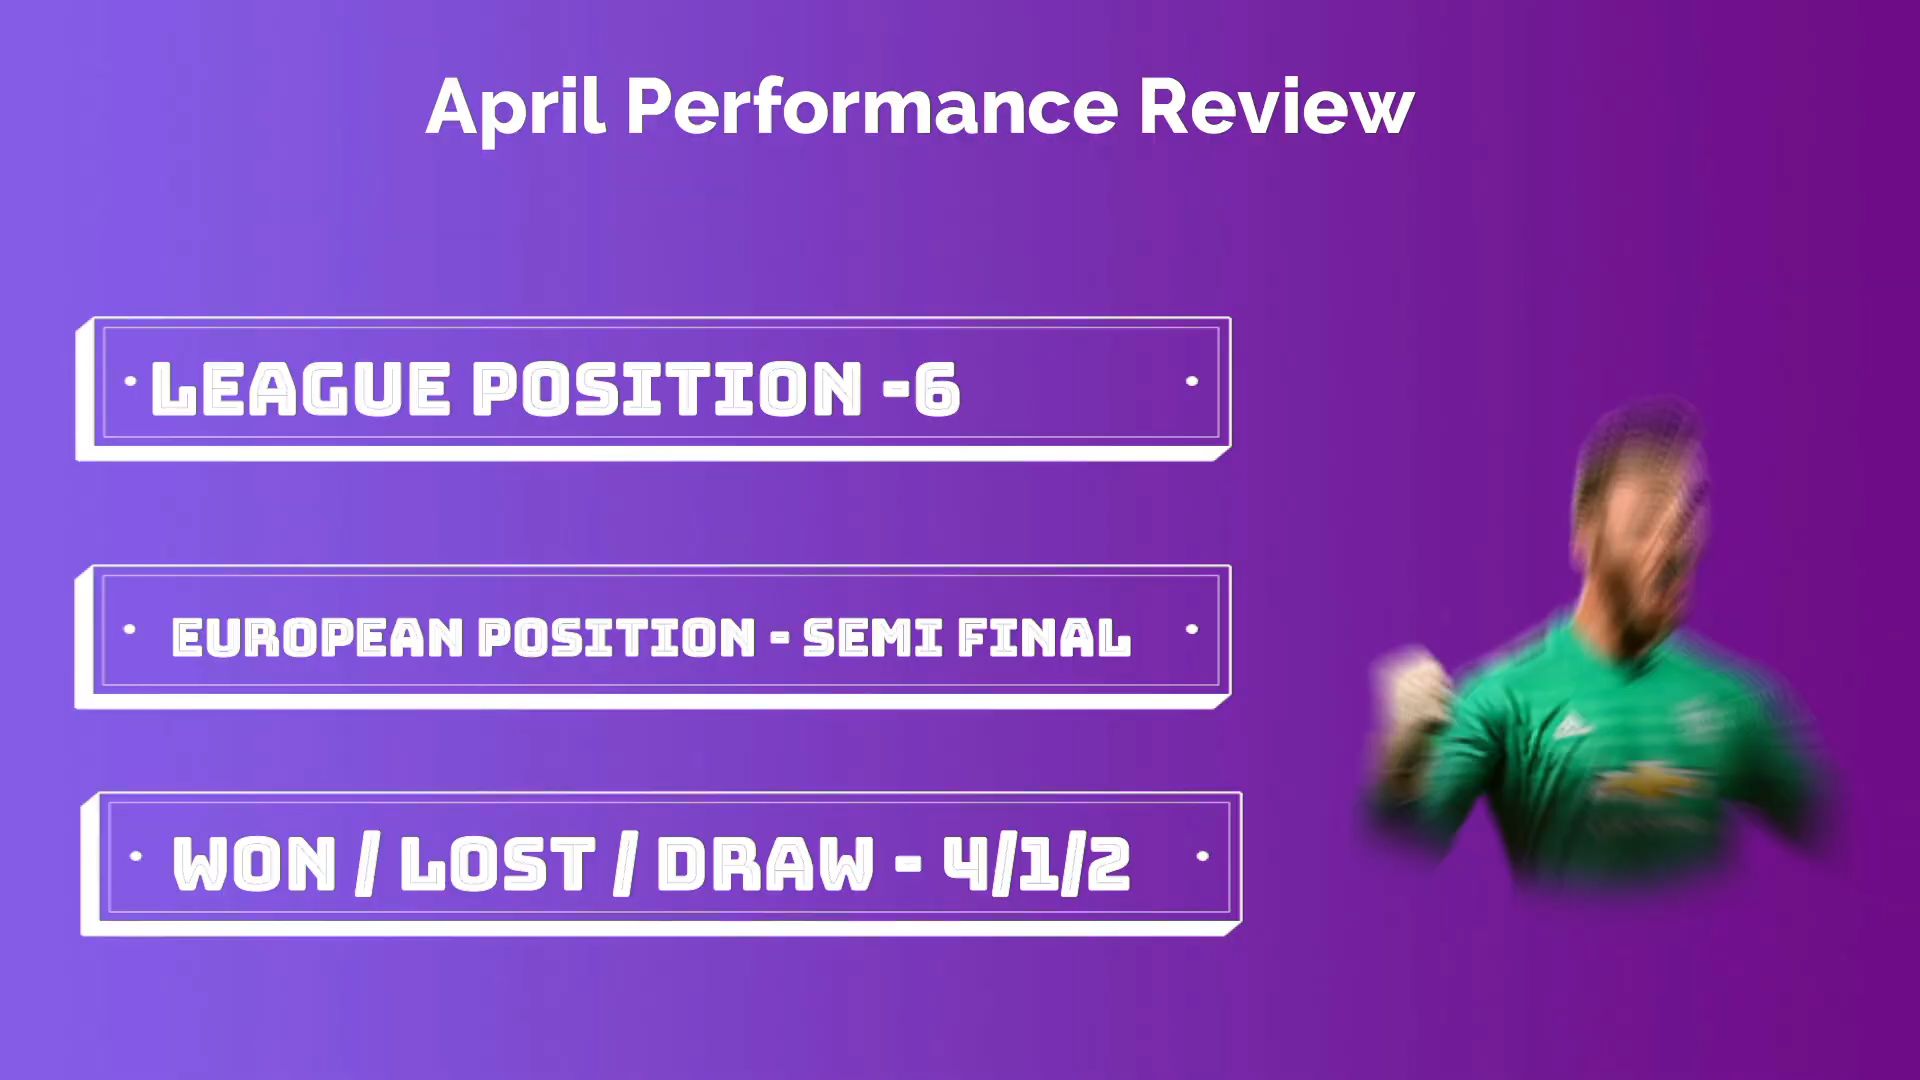 April Performance Review
LEAGUE POSITION -6
EUROPEAN POSITION - SEMI FINAL
WON / LOST / DRAW - 4/1/2